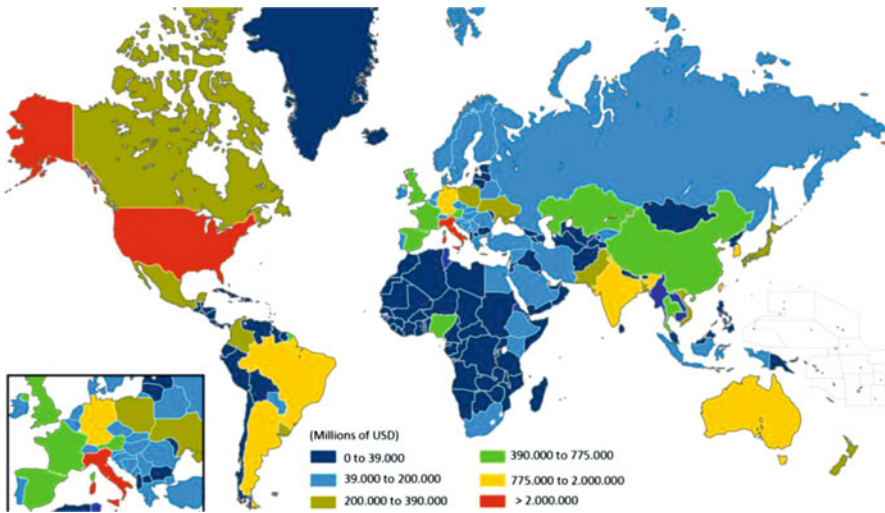 (Millions of USD)
0 to 39.000
39.000 to 200.000
200.000 to 390.000
390.000 to 775.000
775.000 to 2.000.000
> 2.000.000